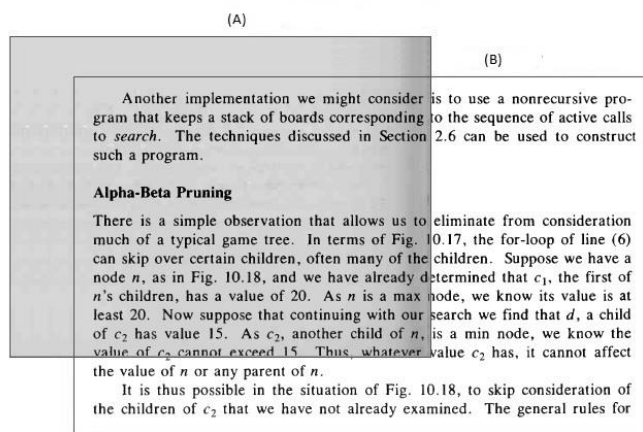 (A)
(B)
Another implementation we might consider is to use a nonrecursive pro-
gram that keeps a stack of boards corresponding to the sequence of active calls
to search. The techniques discussed in Section 2.6 can be used to construct
such a program.
Alpha-Beta Pruning
There is a simple observation that allows us to eliminate from consideration
much of a typical game tree. In terms of Fig. 10.17, the for-loop of line (6)
can skip over certain children, often many of the children. Suppose we have a
node n, as in Fig. 10.18, and we have already determined that c₁, the first of
n's children, has a value of 20. As n is a max node, we know its value is at
least 20. Now suppose that continuing with our search we find that d, a child
of c₂ has value 15. As c₂, another child of n, is a min node, we know the
value of c₂ cannot exceed 15. Thus, whatever value c₂ has, it cannot affect
the value of n or any parent of n.
It is thus possible in the situation of Fig. 10.18, to skip consideration of
the children of c₂ that we have not already examined. The general rules for